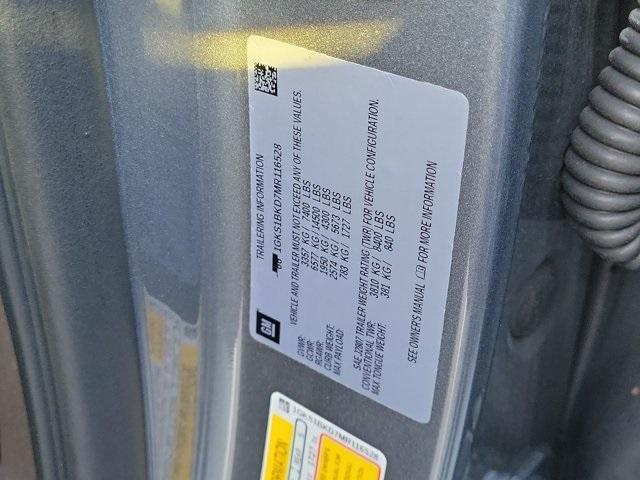 TRAILERING INFORMATION
1GKS1BKD7MR116528
GM
VEHICLE AND TRAILER MUST NOT EXCEED ANY OF THESE VALUES.
GVWR: 3357 KG / 7400 LBS
GCWR: 6577 KG / 14500 LBS
RGAWR: 1950 KG / 4300 LBS
CURB WEIGHT: 2574 KG / 5673 LBS
MAX PAYLOAD: 783 KG / 1727 LBS
SAE J2807 TRAILER WEIGHT RATING (TWR) FOR VEHICLE CONFIGURATION.
CONVENTIONAL TWR: 3810 KG / 8400 LBS
MAX TONGUE WEIGHT: 381 KG / 840 LBS
SEE OWNER'S MANUAL FOR MORE INFORMATION
1GKS1BKD7MR116528